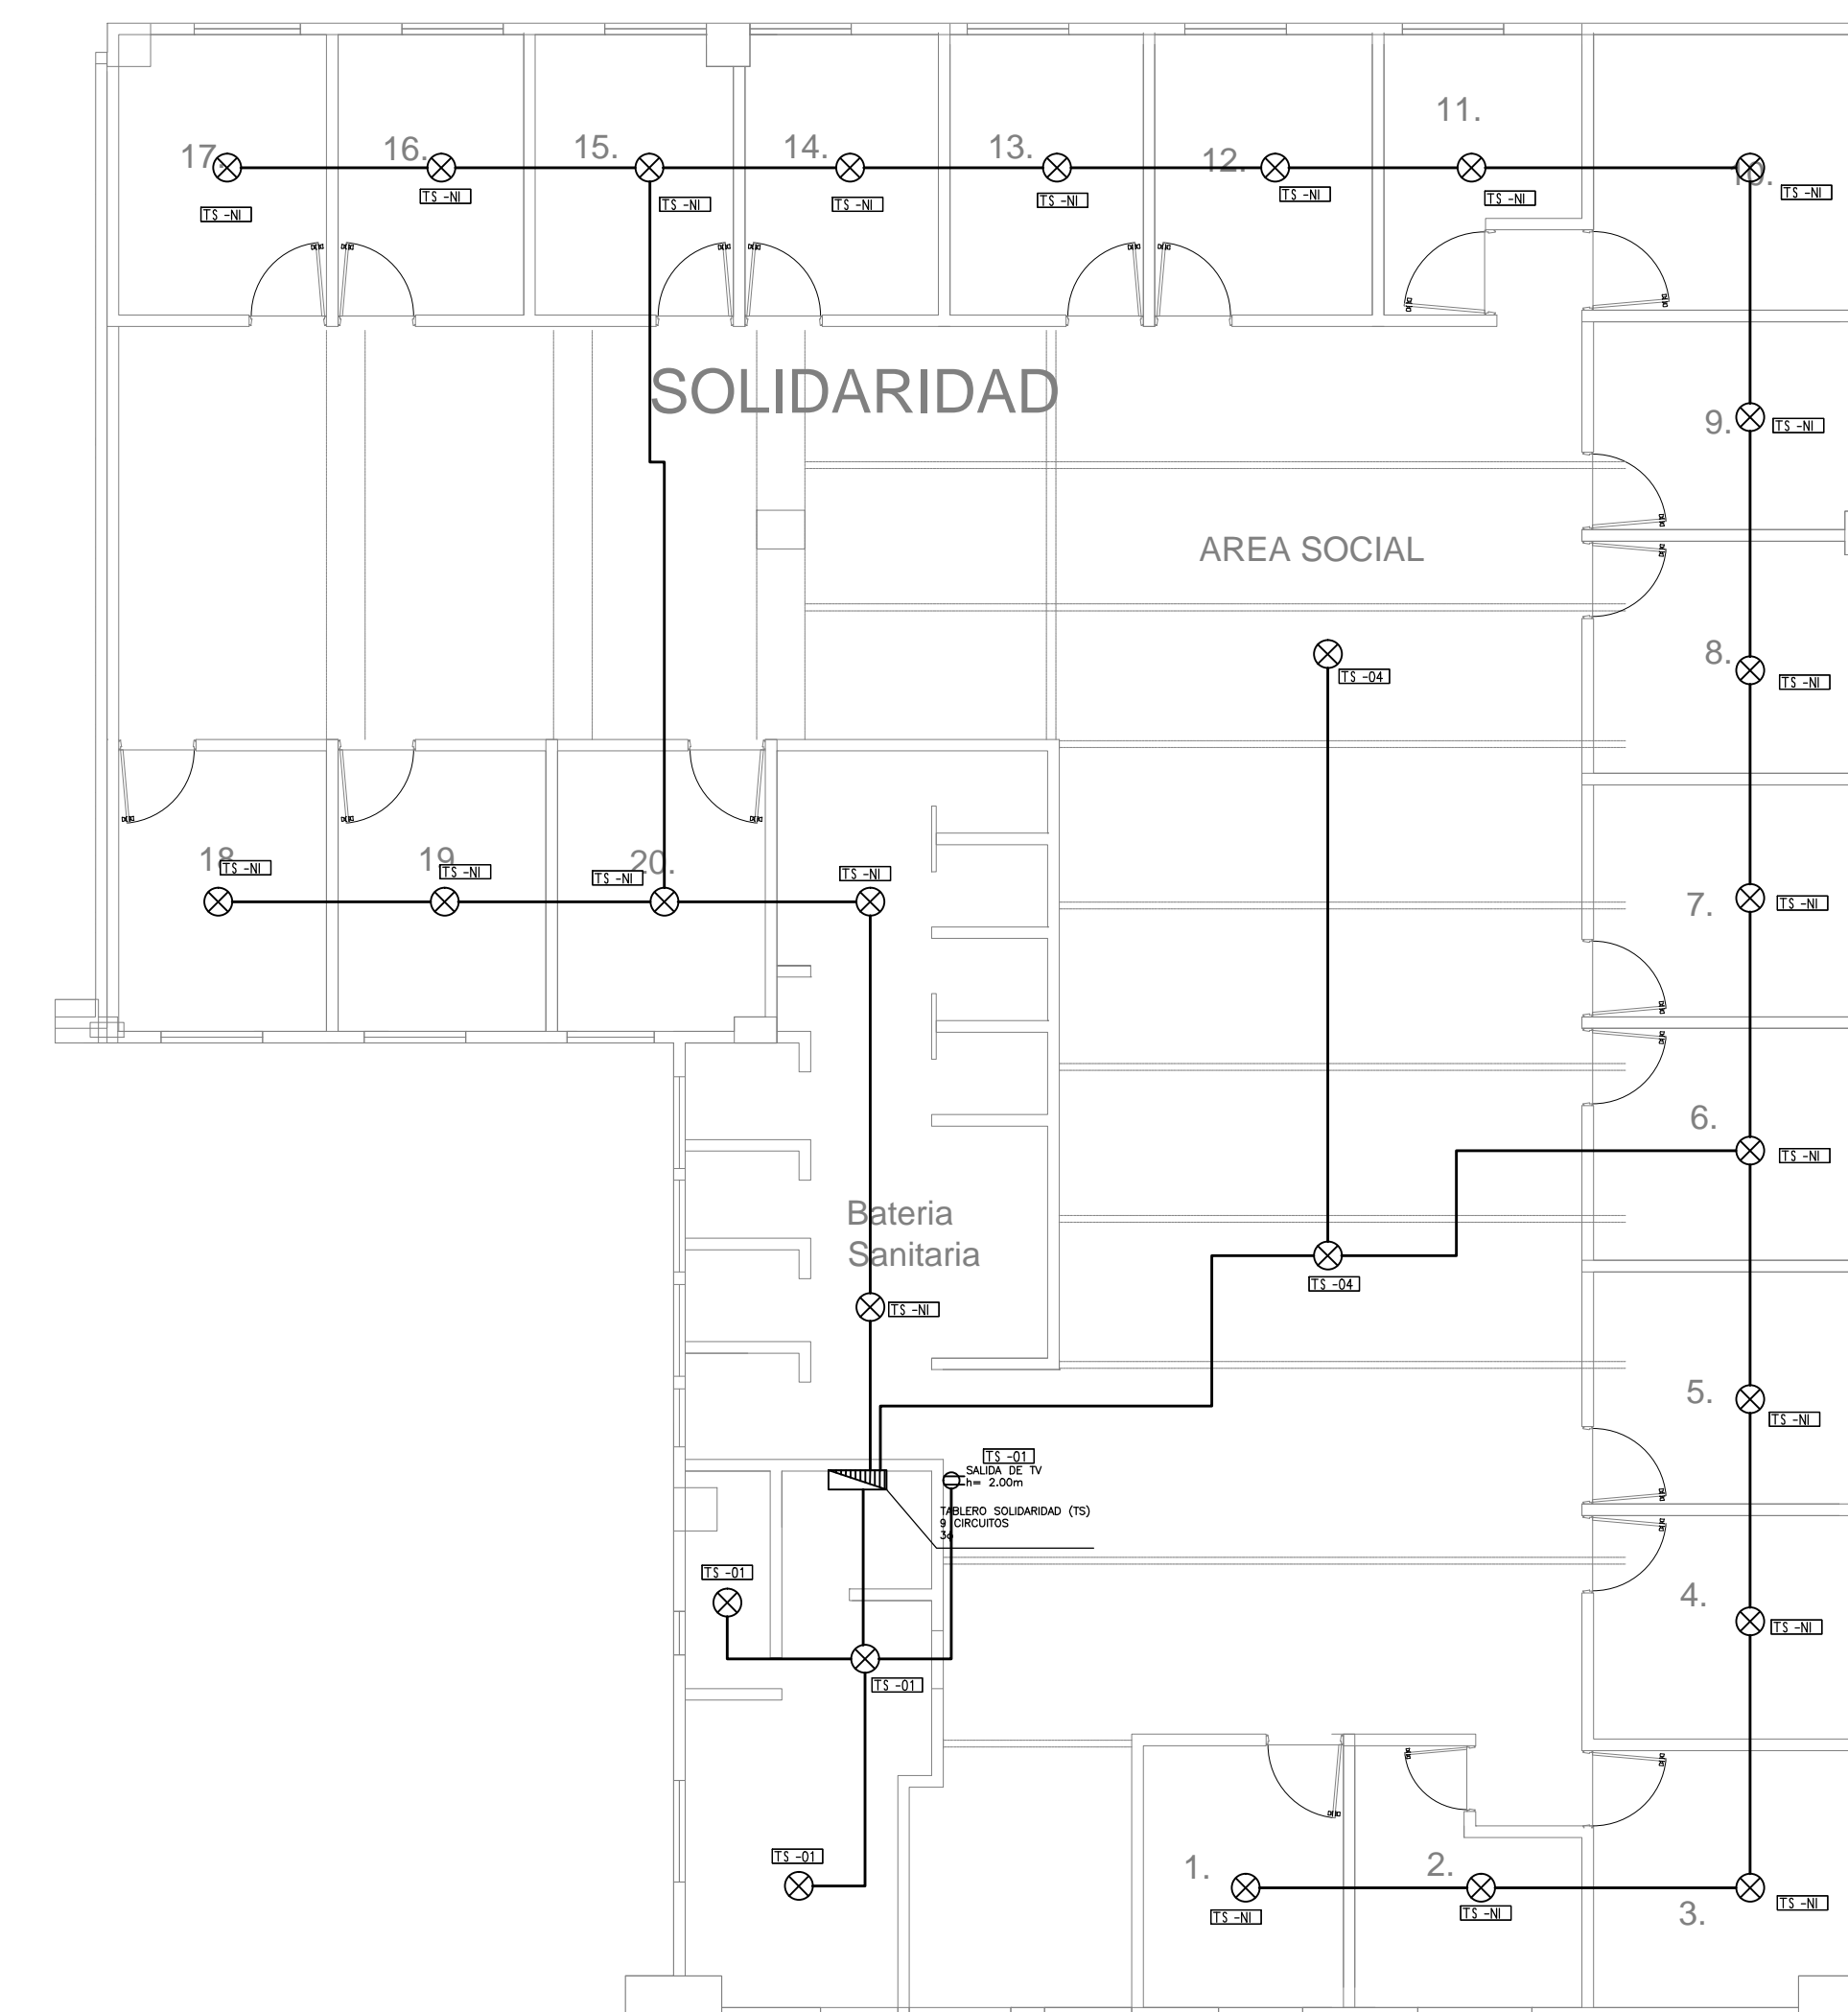 11.
17.
16.
15.
14.
13.
12.
10.
TS -NI
TS -NI
TS -NI
TS -NI
TS -NI
TS -NI
TS -NI
TS -NI
SOLIDARIDAD
9.
TS -NI
AREA SOCIAL
8.
TS -NI
TS -04
18.
TS -NI
19.
TS -NI
20.
TS -NI
TS -NI
7.
TS -NI
6.
TS -NI
Bateria
Sanitaria
TS -04
TS -NI
5.
TS -NI
TS -01
SALIDA DE TV
h= 2.00m
TABLERO SOLIDARIDAD (TS)
9 CIRCUITOS
3ϕ
TS -01
4.
TS -NI
TS -01
TS -01
1.
TS -NI
2.
TS -NI
3.
TS -NI